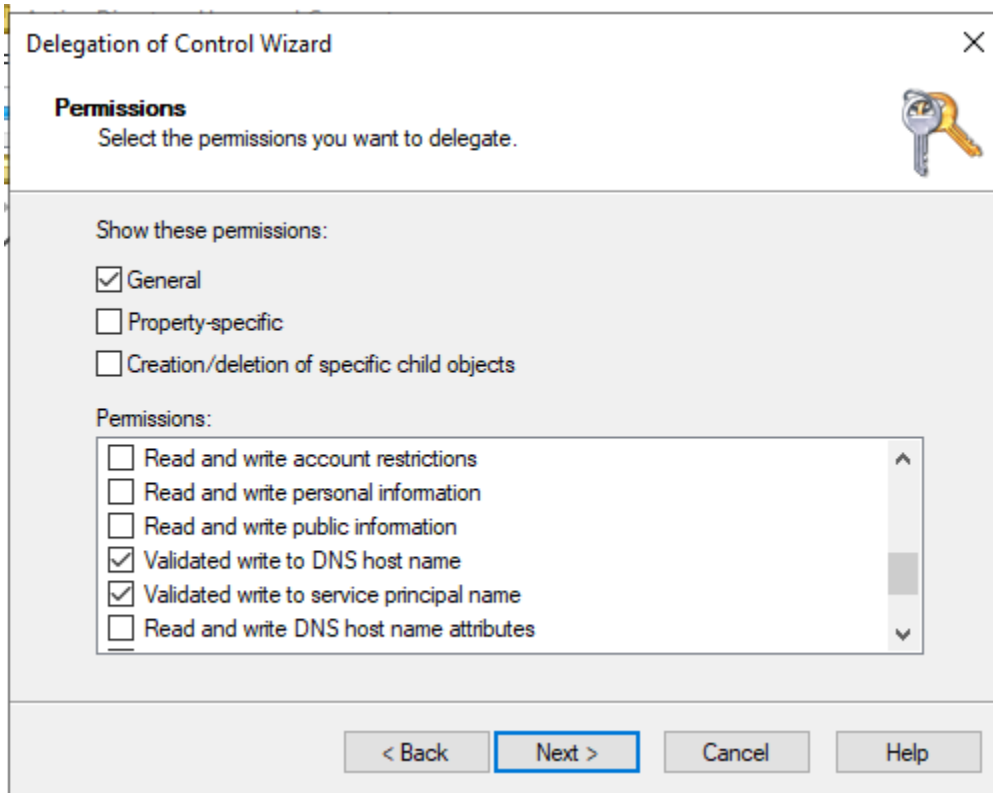 Delegation of Control Wizard
Permissions
Select the permissions you want to delegate.
Show these permissions:
General
Property-specific
Creation/deletion of specific child objects
Permissions:
Read and write account restrictions
Read and write personal information
Read and write public information
Validated write to DNS host name
Validated write to service principal name
Read and write DNS host name attributes
< Back Next > Cancel Help